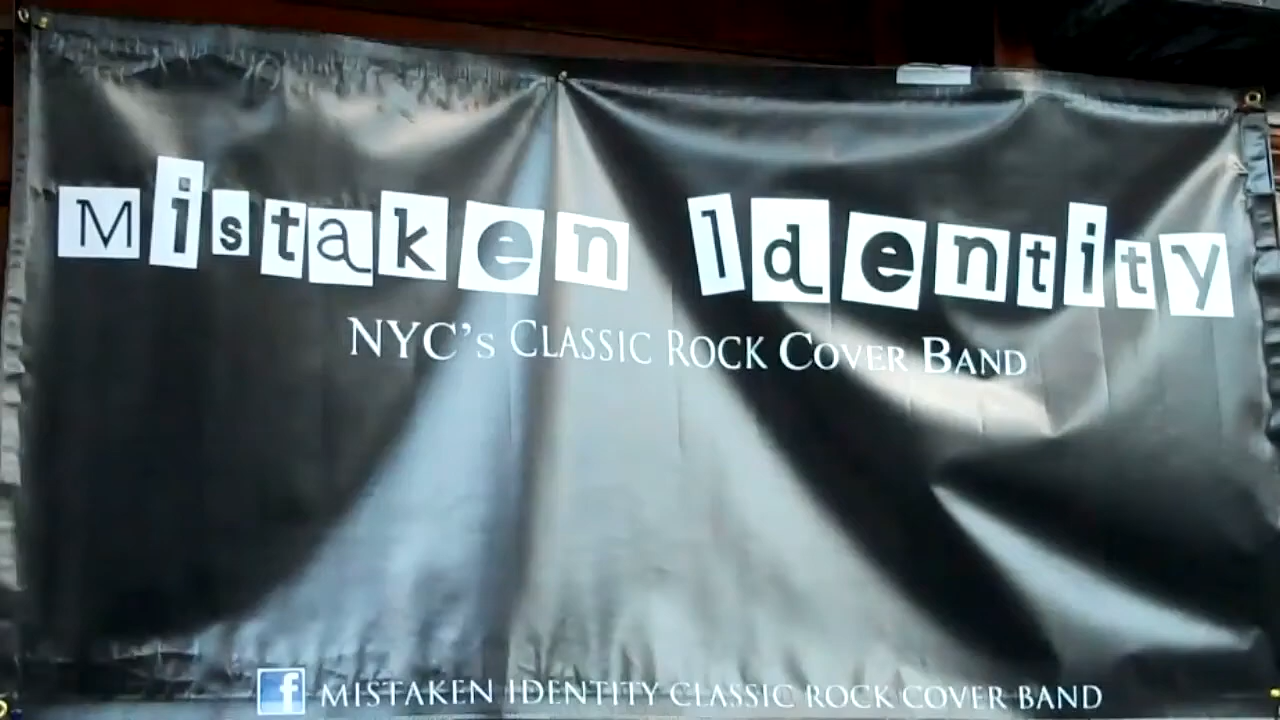 Mistaken Identity
NYC's Classic Rock Cover Band
f MISTAKEN IDENTITY CLASSIC ROCK COVER BAND